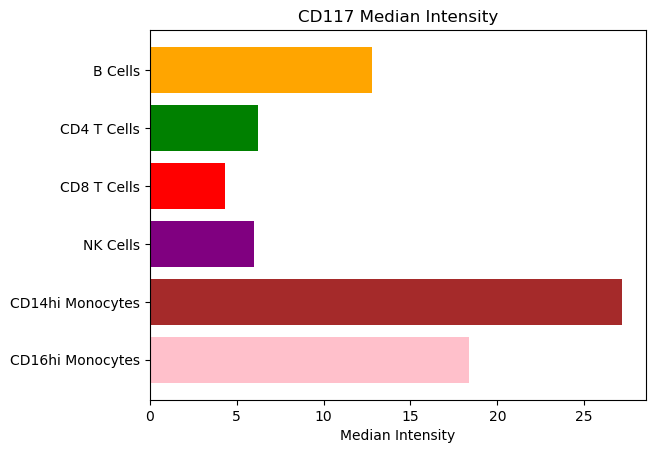 CD117 Median Intensity
B Cells
CD4 T Cells
CD8 T Cells
NK Cells
CD14hi Monocytes
CD16hi Monocytes
0 5 10 15 20 25
Median Intensity